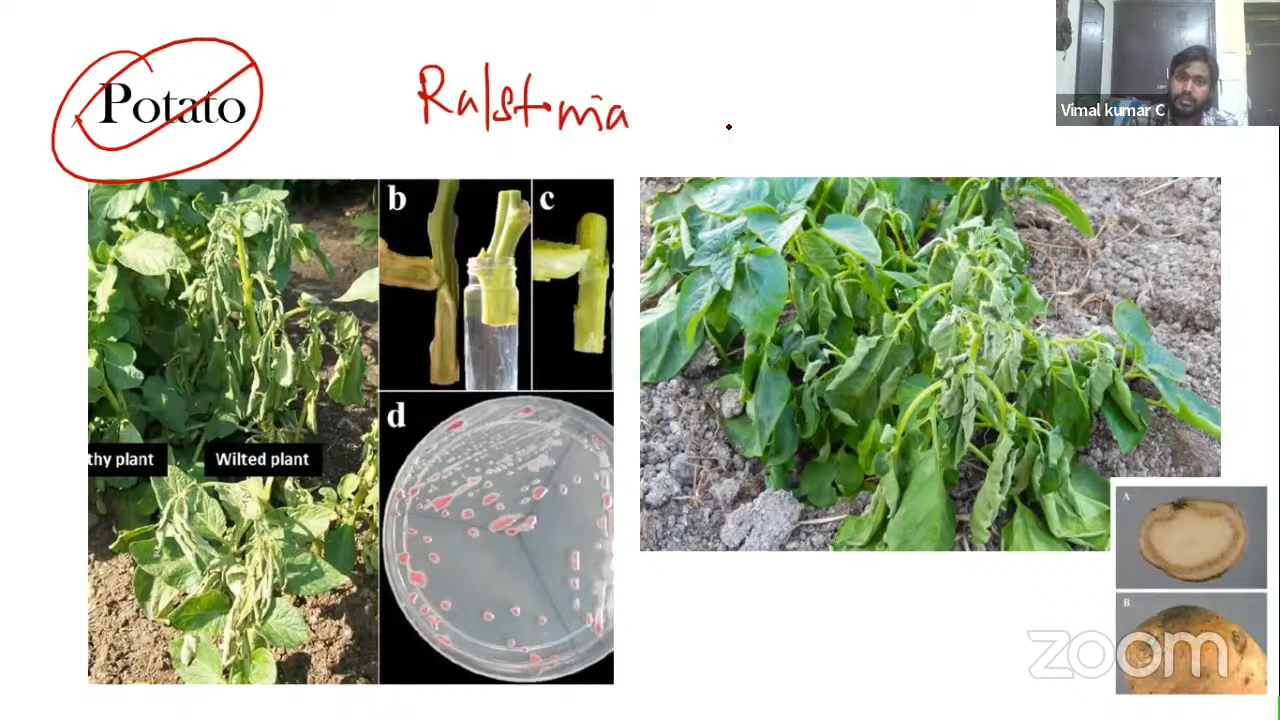 Potato
Ralstonia
Vimal kumar C
b
c
d
thy plant
Wilted plant
A
B
zoom